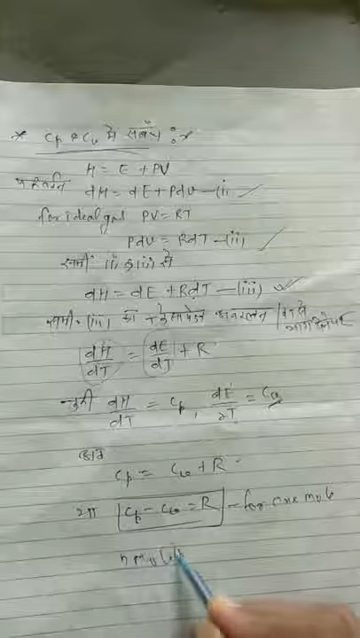 * Cp & Cv में संबंध :-
H = E + PV
dH = dE + PdV —(i)
for ideal gas PV = RT
PdV = RdT —(ii)
समी. (i) व (ii) से
dH = dE + RdT —(iii)
समी. (iii) का
dH/dT = dE/dT + R
चूंकि dH/dT = Cp, dE/dT = Cv
अतः
Cp = Cv + R
या Cp - Cv = R — for one mole
n